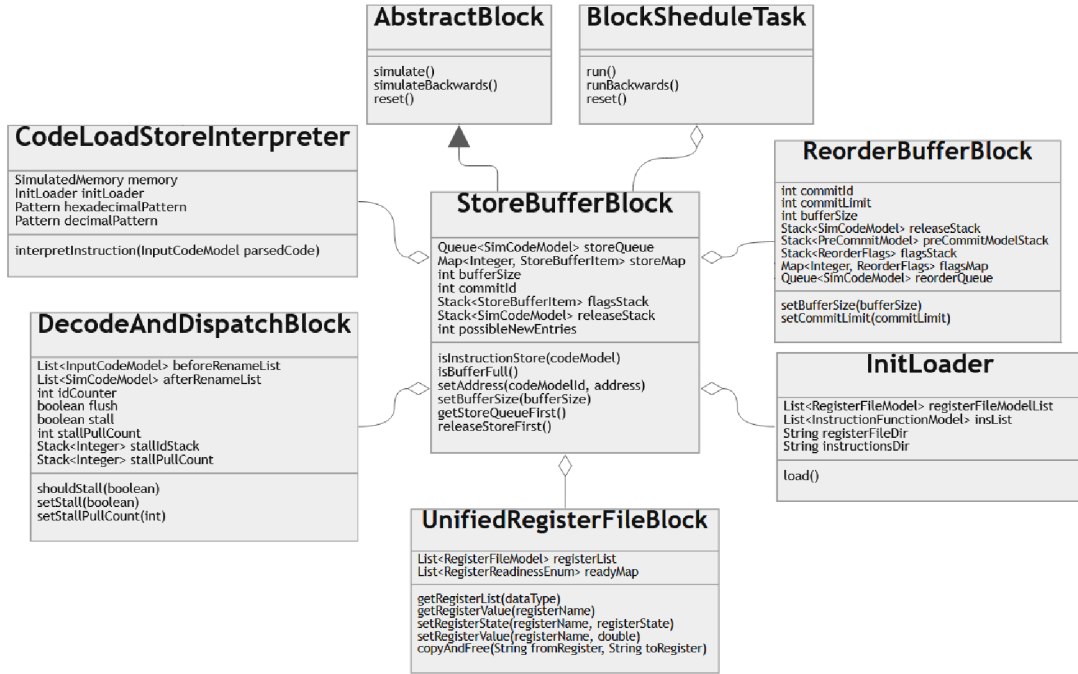 AbstractBlock
simulate()
simulateBackwards()
reset()
BlockSheduleTask
run()
runBackwards()
reset()
CodeLoadStoreInterpreter
SimulatedMemory memory
InitLoader initLoader
Pattern hexadecimalPattern
Pattern decimalPattern
interpretInstruction(InputCodeModel parsedCode)
StoreBufferBlock
Queue<SimCodeModel> storeQueue
Map<Integer, StoreBufferItem> storeMap
int bufferSize
int commitId
Stack<StoreBufferItem> flagsStack
Stack<SimCodeModel> releaseStack
int possibleNewEntries
isInstructionStore(codeModel)
isBufferFull()
setAddress(codeModelId, address)
setBufferSize(bufferSize)
getStoreQueueFirst()
releaseStoreFirst()
ReorderBufferBlock
int commitId
int commitLimit
int bufferSize
Stack<SimCodeModel> releaseStack
Stack<PreCommitModel> preCommitModelStack
Stack<ReorderFlags> flagsStack
Map<Integer, ReorderFlags> flagsMap
Queue<SimCodeModel> reorderQueue
setBufferSize(bufferSize)
setCommitLimit(commitLimit)
DecodeAndDispatchBlock
List<InputCodeModel> beforeRenameList
List<SimCodeModel> afterRenameList
int idCounter
boolean flush
boolean stall
int stallPullCount
Stack<Integer> stallIdStack
Stack<Integer> stallPullCount
shouldStall(boolean)
setStall(boolean)
setStallPullCount(int)
InitLoader
List<RegisterFileModel> registerFileModelList
List<InstructionFunctionModel> insList
String registerFileDir
String instructionsDir
load()
UnifiedRegisterFileBlock
List<RegisterFileModel> registerList
List<RegisterReadinessEnum> readyMap
getRegisterList(dataType)
getRegisterValue(registerName)
setRegisterState(registerName, registerState)
setRegisterValue(registerName, double)
copyAndFree(String fromRegister, String toRegister)